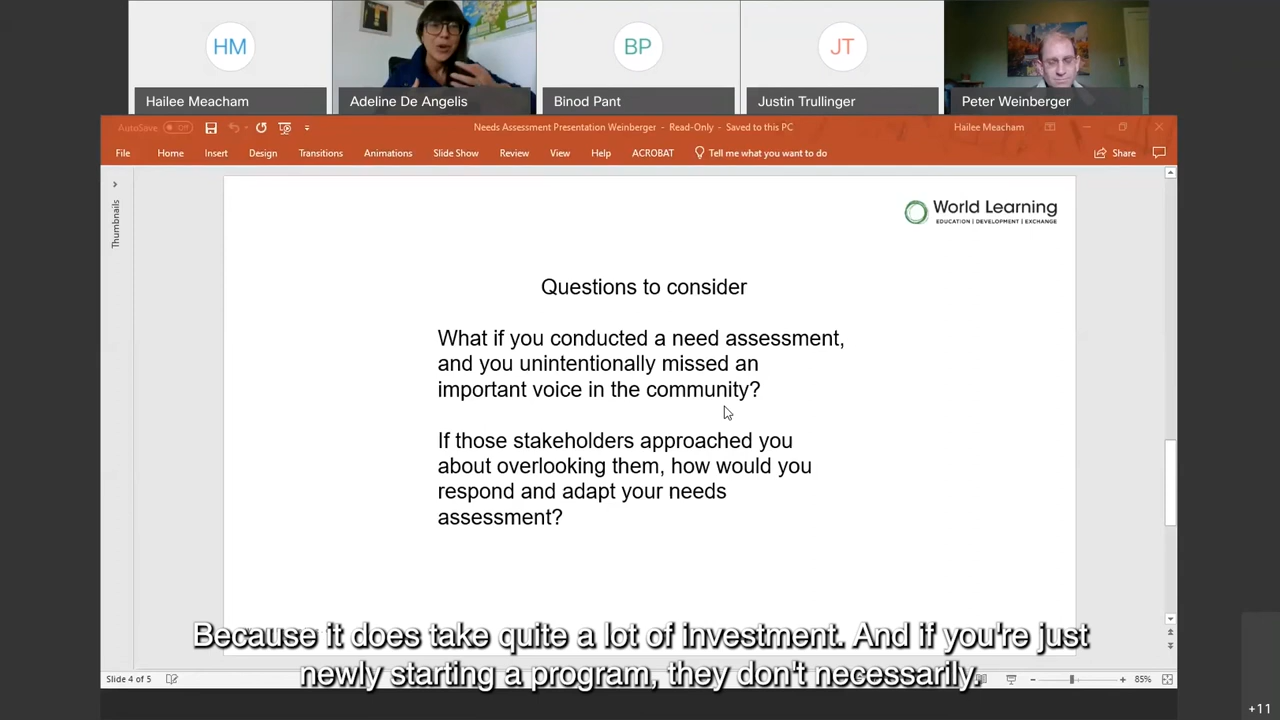 HM
BP
JT
Hailee Meacham
Adeline De Angelis
Binod Pant
Justin Trullinger
Peter Weinberger
AutoSave
Off
Needs Assessment Presentation Weinberger - Read-Only - Saved to this PC
Hailee Meacham
File
Home
Insert
Design
Transitions
Animations
Slide Show
Review
View
Help
ACROBAT
Tell me what you want to do
Share
Thumbnails
World Learning
EDUCATION | DEVELOPMENT | EXCHANGE
Questions to consider
What if you conducted a need assessment,
and you unintentionally missed an
important voice in the community?
If those stakeholders approached you
about overlooking them, how would you
respond and adapt your needs
assessment?
Because it does take quite a lot of investment. And if you're just
newly starting a program, they don't necessarily.
Slide 4 of 5
85%
+11